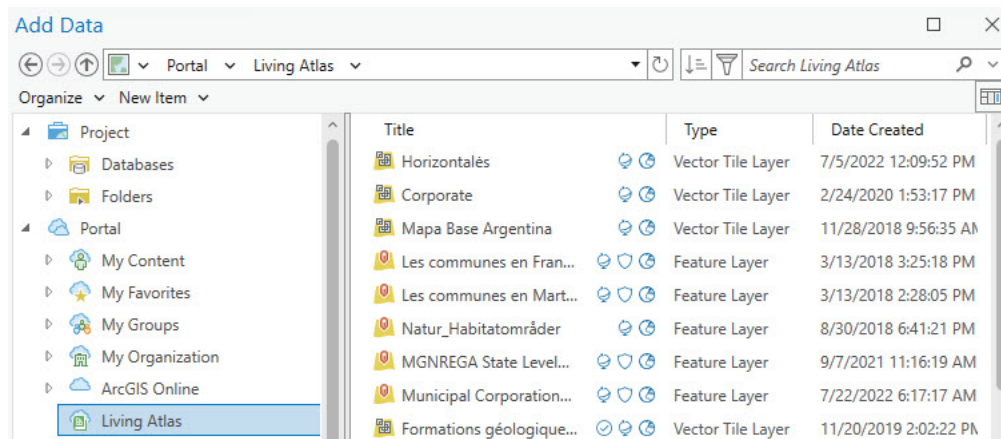 Add Data
Portal Living Atlas Search Living Atlas
Organize New Item
Project Title Type Date Created
Databases Horizontalės Vector Tile Layer 7/5/2022 12:09:52 PM
Folders Corporate Vector Tile Layer 2/24/2020 1:53:17 PM
Portal Mapa Base Argentina Vector Tile Layer 11/28/2018 9:56:35 AM
My Content Les communes en Fran... Feature Layer 3/13/2018 3:25:18 PM
My Favorites Les communes en Mart... Feature Layer 3/13/2018 2:28:05 PM
My Groups Natur_Habitatområder Feature Layer 8/30/2018 6:41:21 PM
My Organization MGNREGA State Level... Feature Layer 9/7/2021 11:16:19 AM
ArcGIS Online Municipal Corporation... Feature Layer 7/22/2022 6:17:17 AM
Living Atlas Formations géologique... Vector Tile Layer 11/20/2019 2:02:22 PM